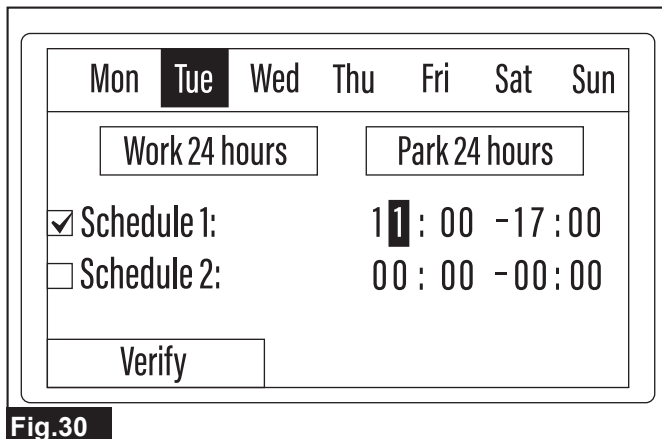 Mon Tue Wed Thu Fri Sat Sun
Work 24 hours Park 24 hours
Schedule 1: 11 : 00 -17 : 00
Schedule 2: 00 : 00 -00 : 00
Verify
Fig.30